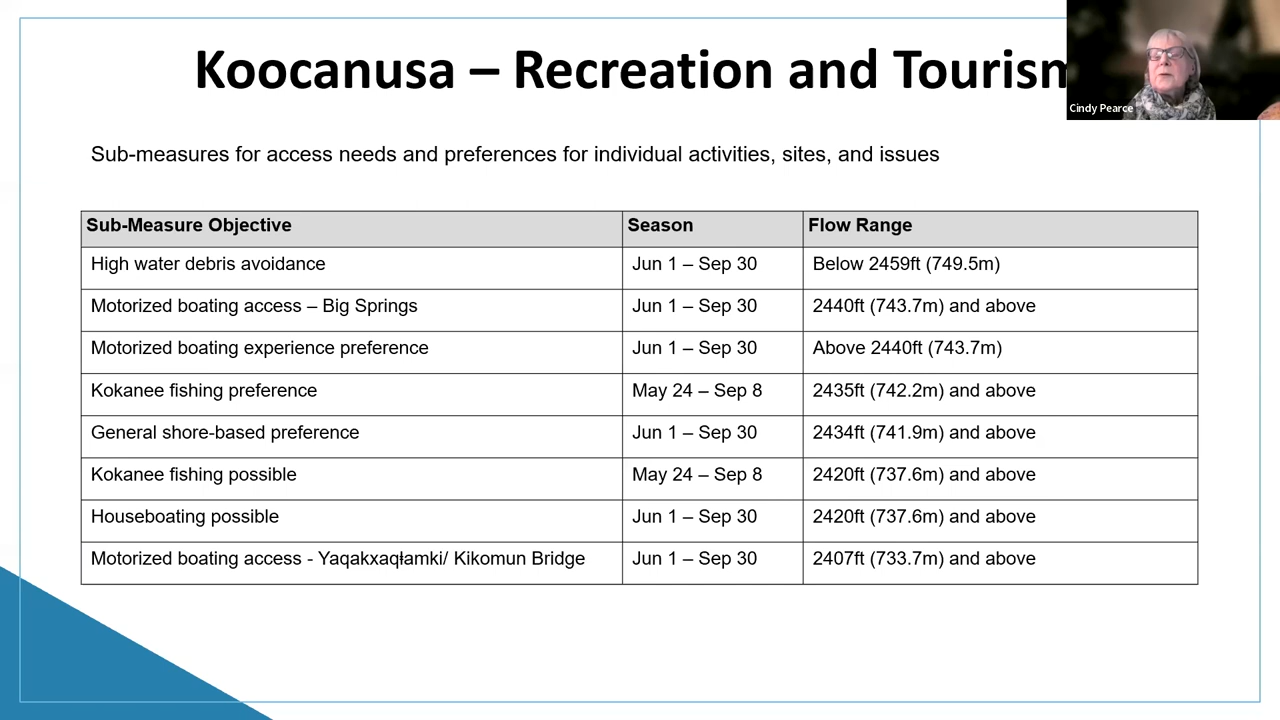 Koocanusa – Recreation and Tourism
Cindy Pearce
Sub-measures for access needs and preferences for individual activities, sites, and issues
Sub-Measure Objective Season Flow Range
High water debris avoidance Jun 1 – Sep 30 Below 2459ft (749.5m)
Motorized boating access – Big Springs Jun 1 – Sep 30 2440ft (743.7m) and above
Motorized boating experience preference Jun 1 – Sep 30 Above 2440ft (743.7m)
Kokanee fishing preference May 24 – Sep 8 2435ft (742.2m) and above
General shore-based preference Jun 1 – Sep 30 2434ft (741.9m) and above
Kokanee fishing possible May 24 – Sep 8 2420ft (737.6m) and above
Houseboating possible Jun 1 – Sep 30 2420ft (737.6m) and above
Motorized boating access - Yaqakxaqⱡamki/ Kikomun Bridge Jun 1 – Sep 30 2407ft (733.7m) and above